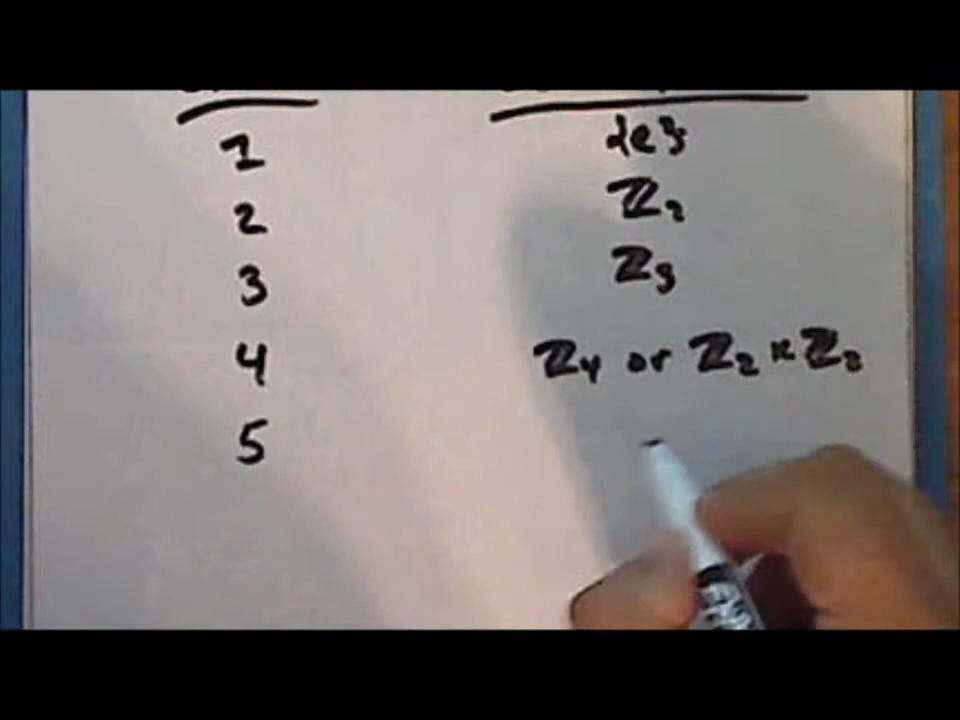 1 {e}
2 ℤ₂
3 ℤ₃
4 ℤ₄ or ℤ₂ × ℤ₂
5